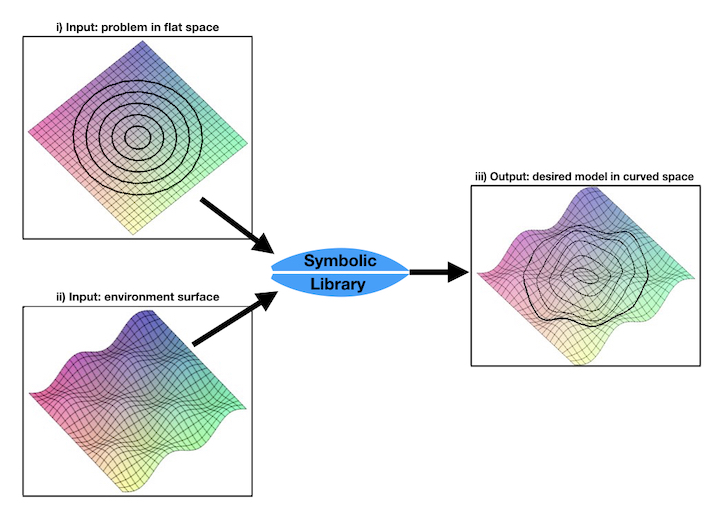 i) Input: problem in flat space
ii) Input: environment surface
Symbolic
Library
iii) Output: desired model in curved space